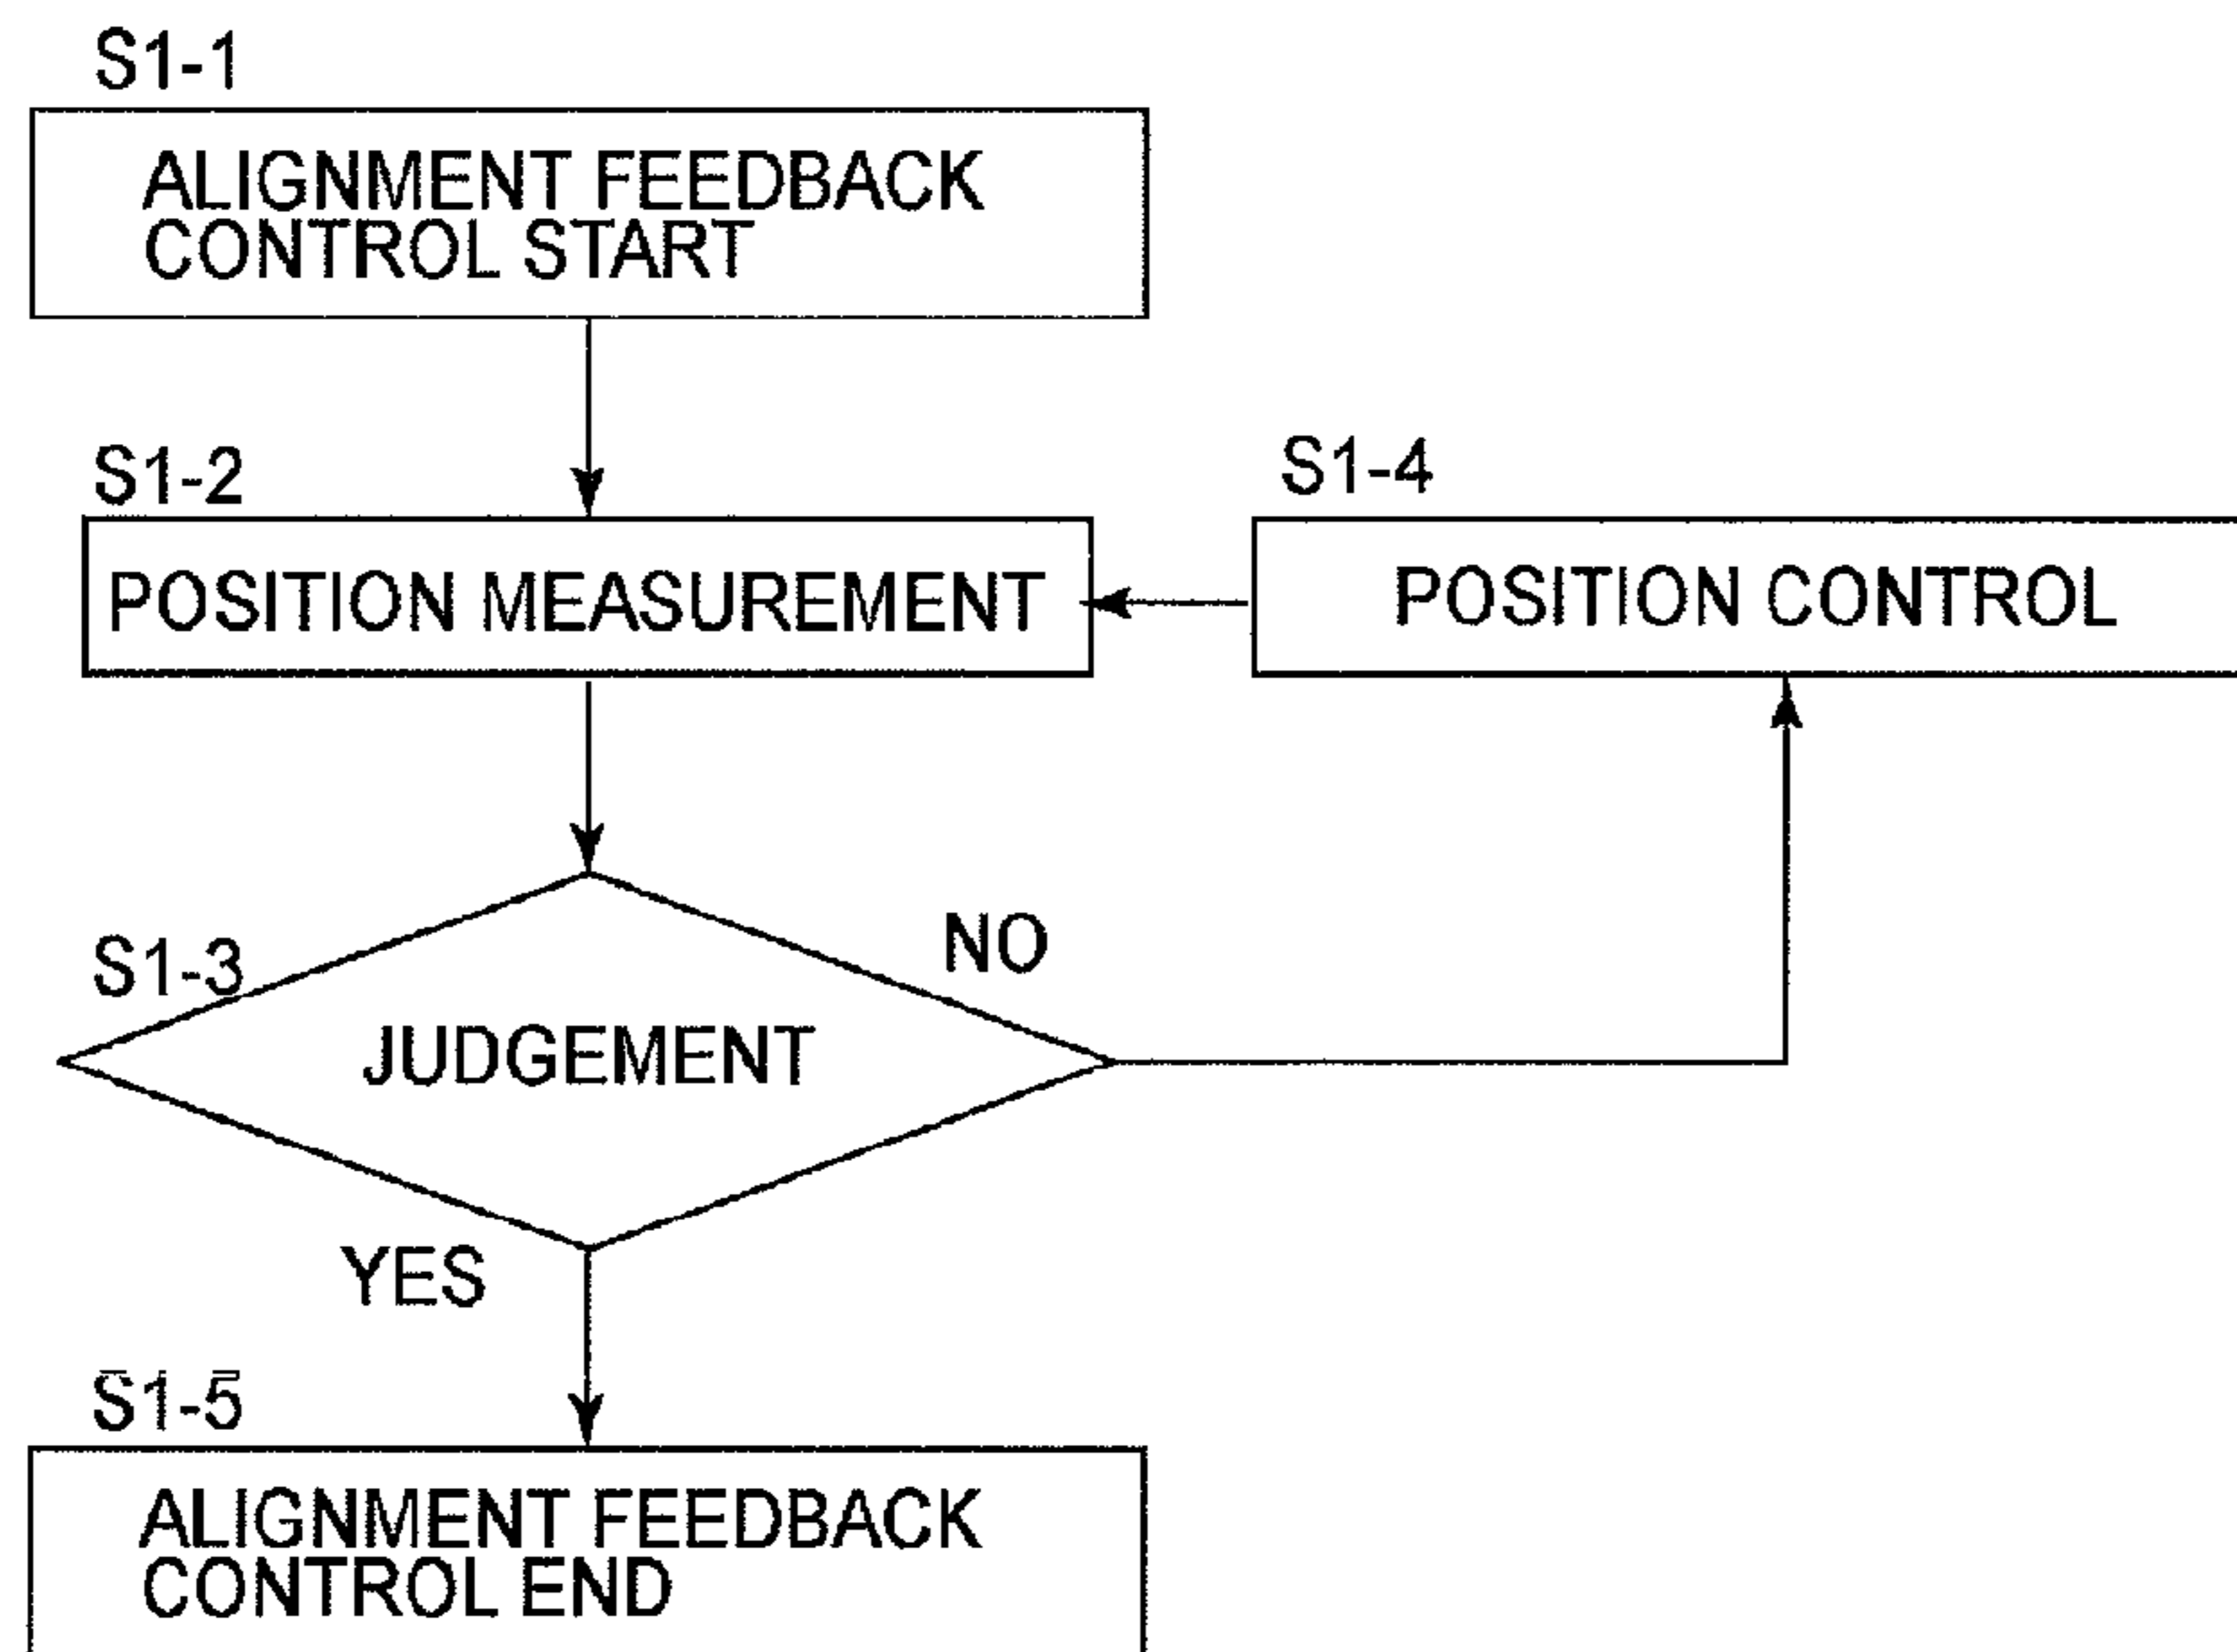 S1-1
ALIGNMENT FEEDBACK
CONTROL START
S1-2
POSITION MEASUREMENT
S1-4
POSITION CONTROL
S1-3
JUDGEMENT
NO
YES
S1-5
ALIGNMENT FEEDBACK
CONTROL END